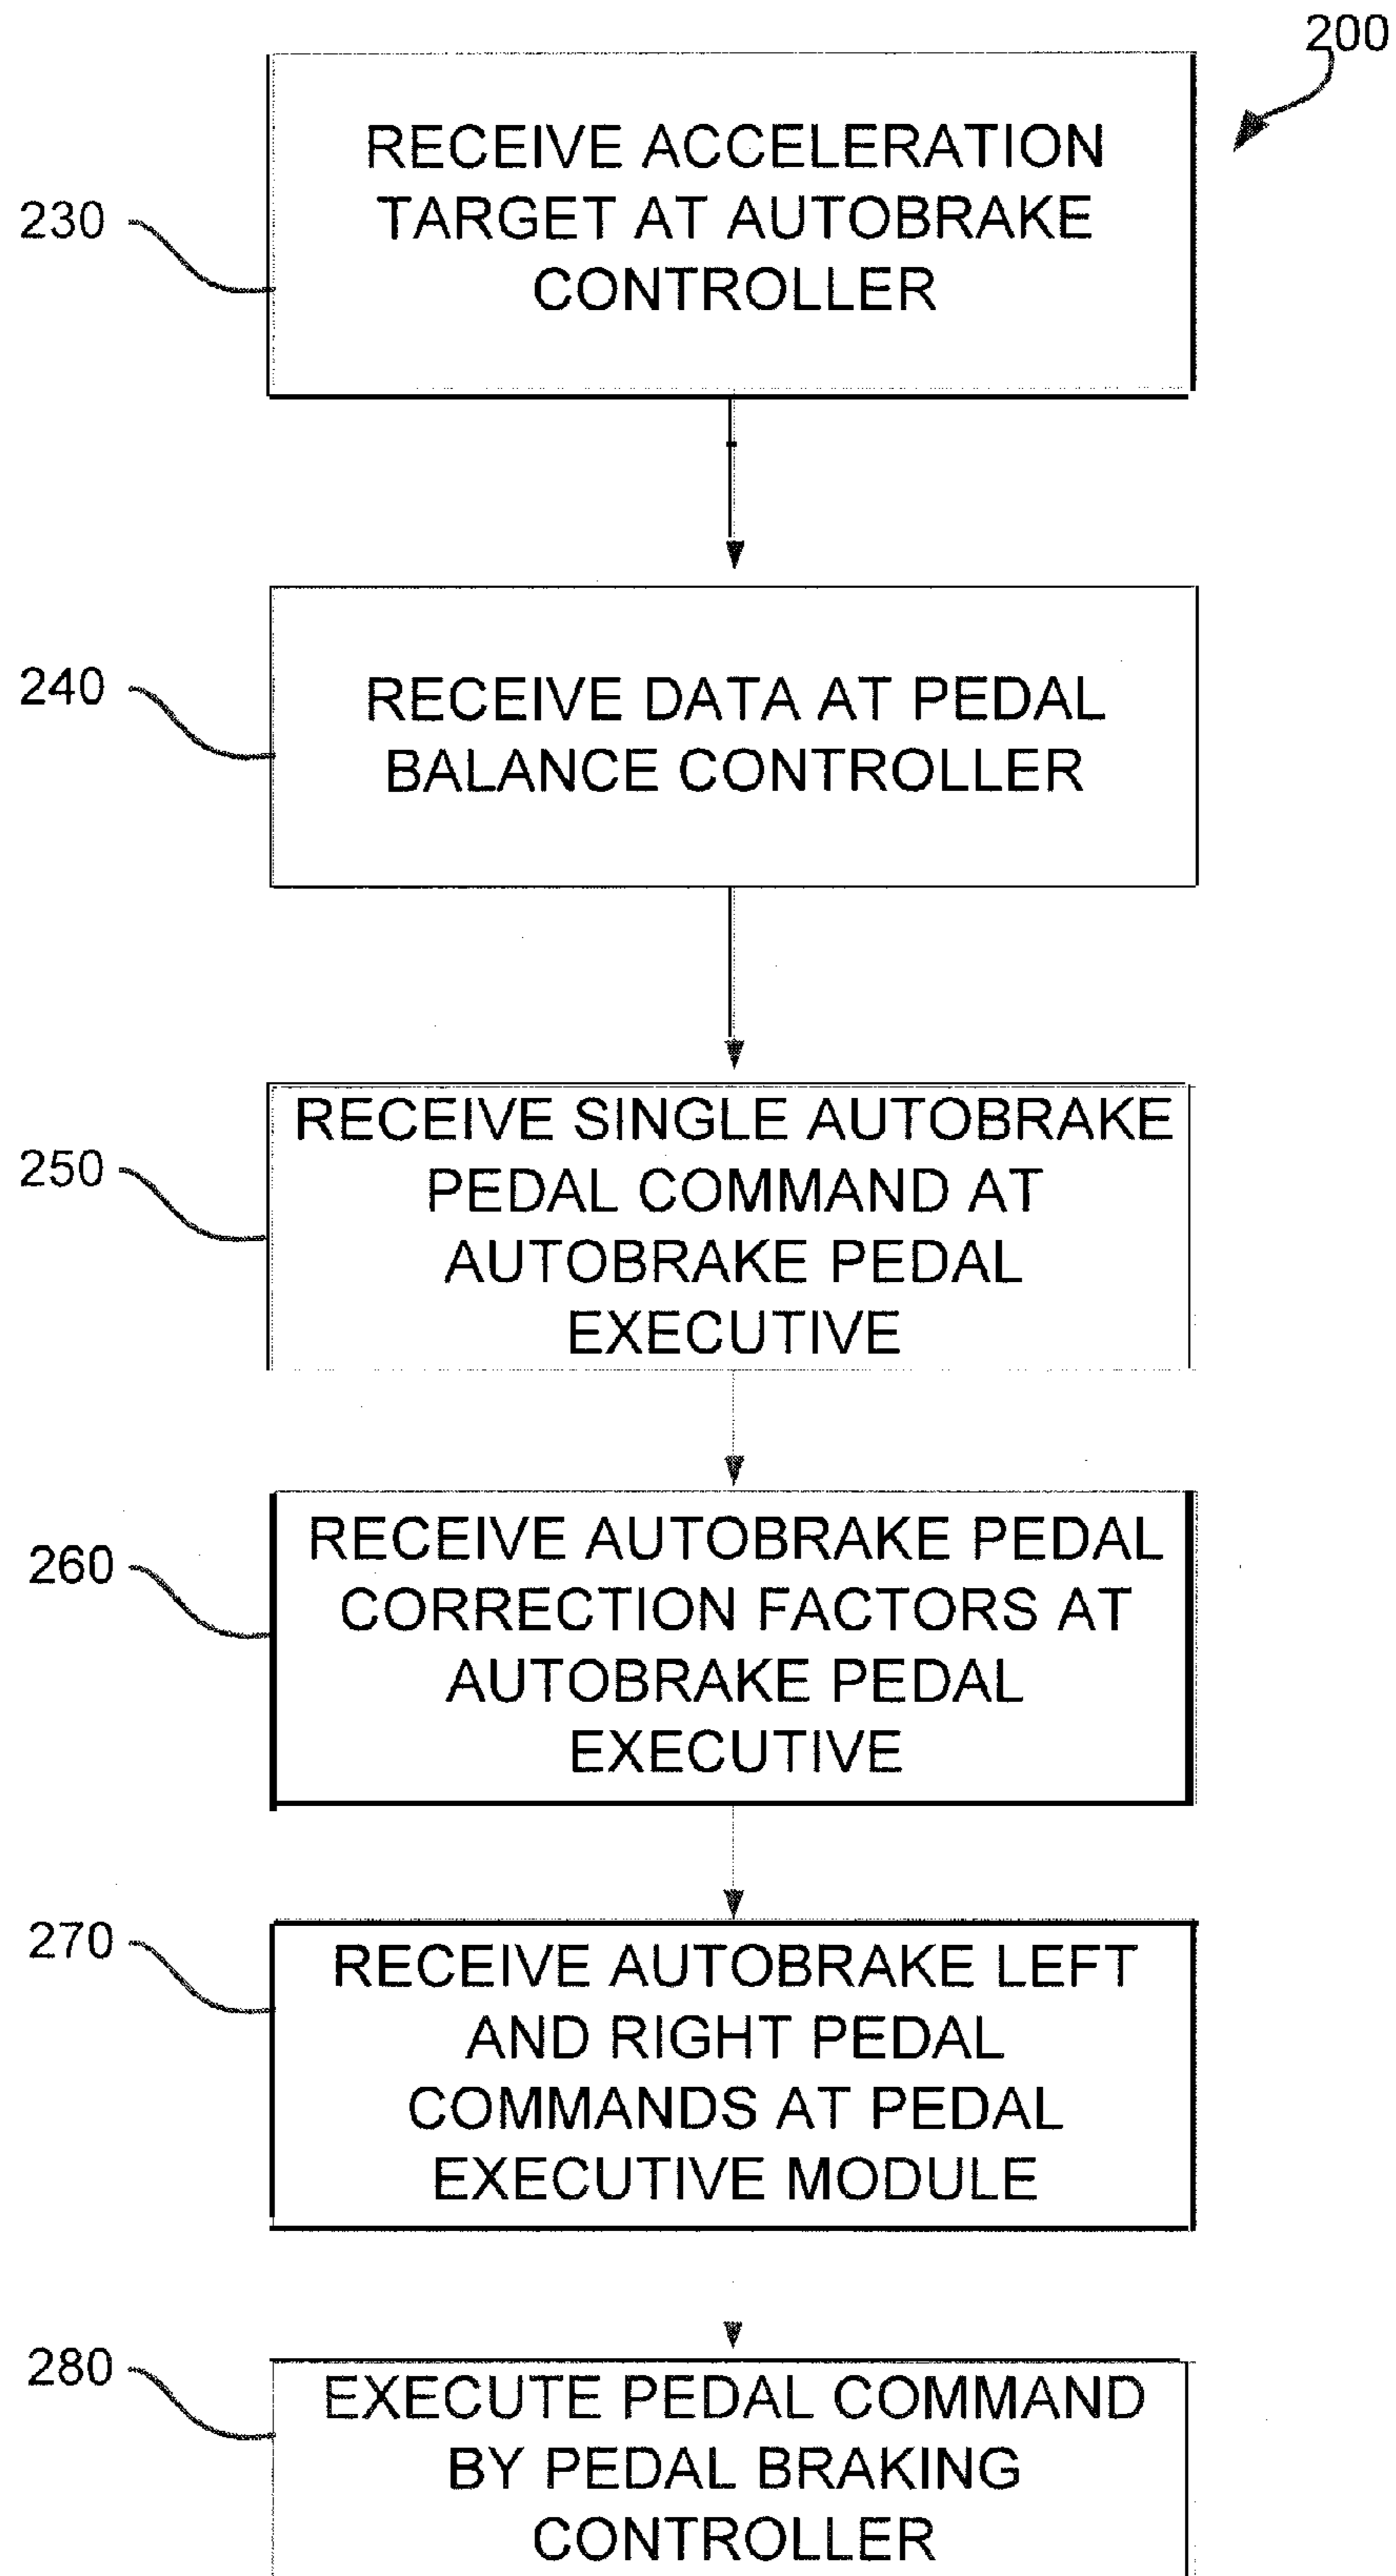 200
RECEIVE ACCELERATION
TARGET AT AUTOBRAKE
CONTROLLER
230
240
RECEIVE DATA AT PEDAL
BALANCE CONTROLLER
250
RECEIVE SINGLE AUTOBRAKE
PEDAL COMMAND AT
AUTOBRAKE PEDAL
EXECUTIVE
260
RECEIVE AUTOBRAKE PEDAL
CORRECTION FACTORS AT
AUTOBRAKE PEDAL
EXECUTIVE
270
RECEIVE AUTOBRAKE LEFT
AND RIGHT PEDAL
COMMANDS AT PEDAL
EXECUTIVE MODULE
280
EXECUTE PEDAL COMMAND
BY PEDAL BRAKING
CONTROLLER